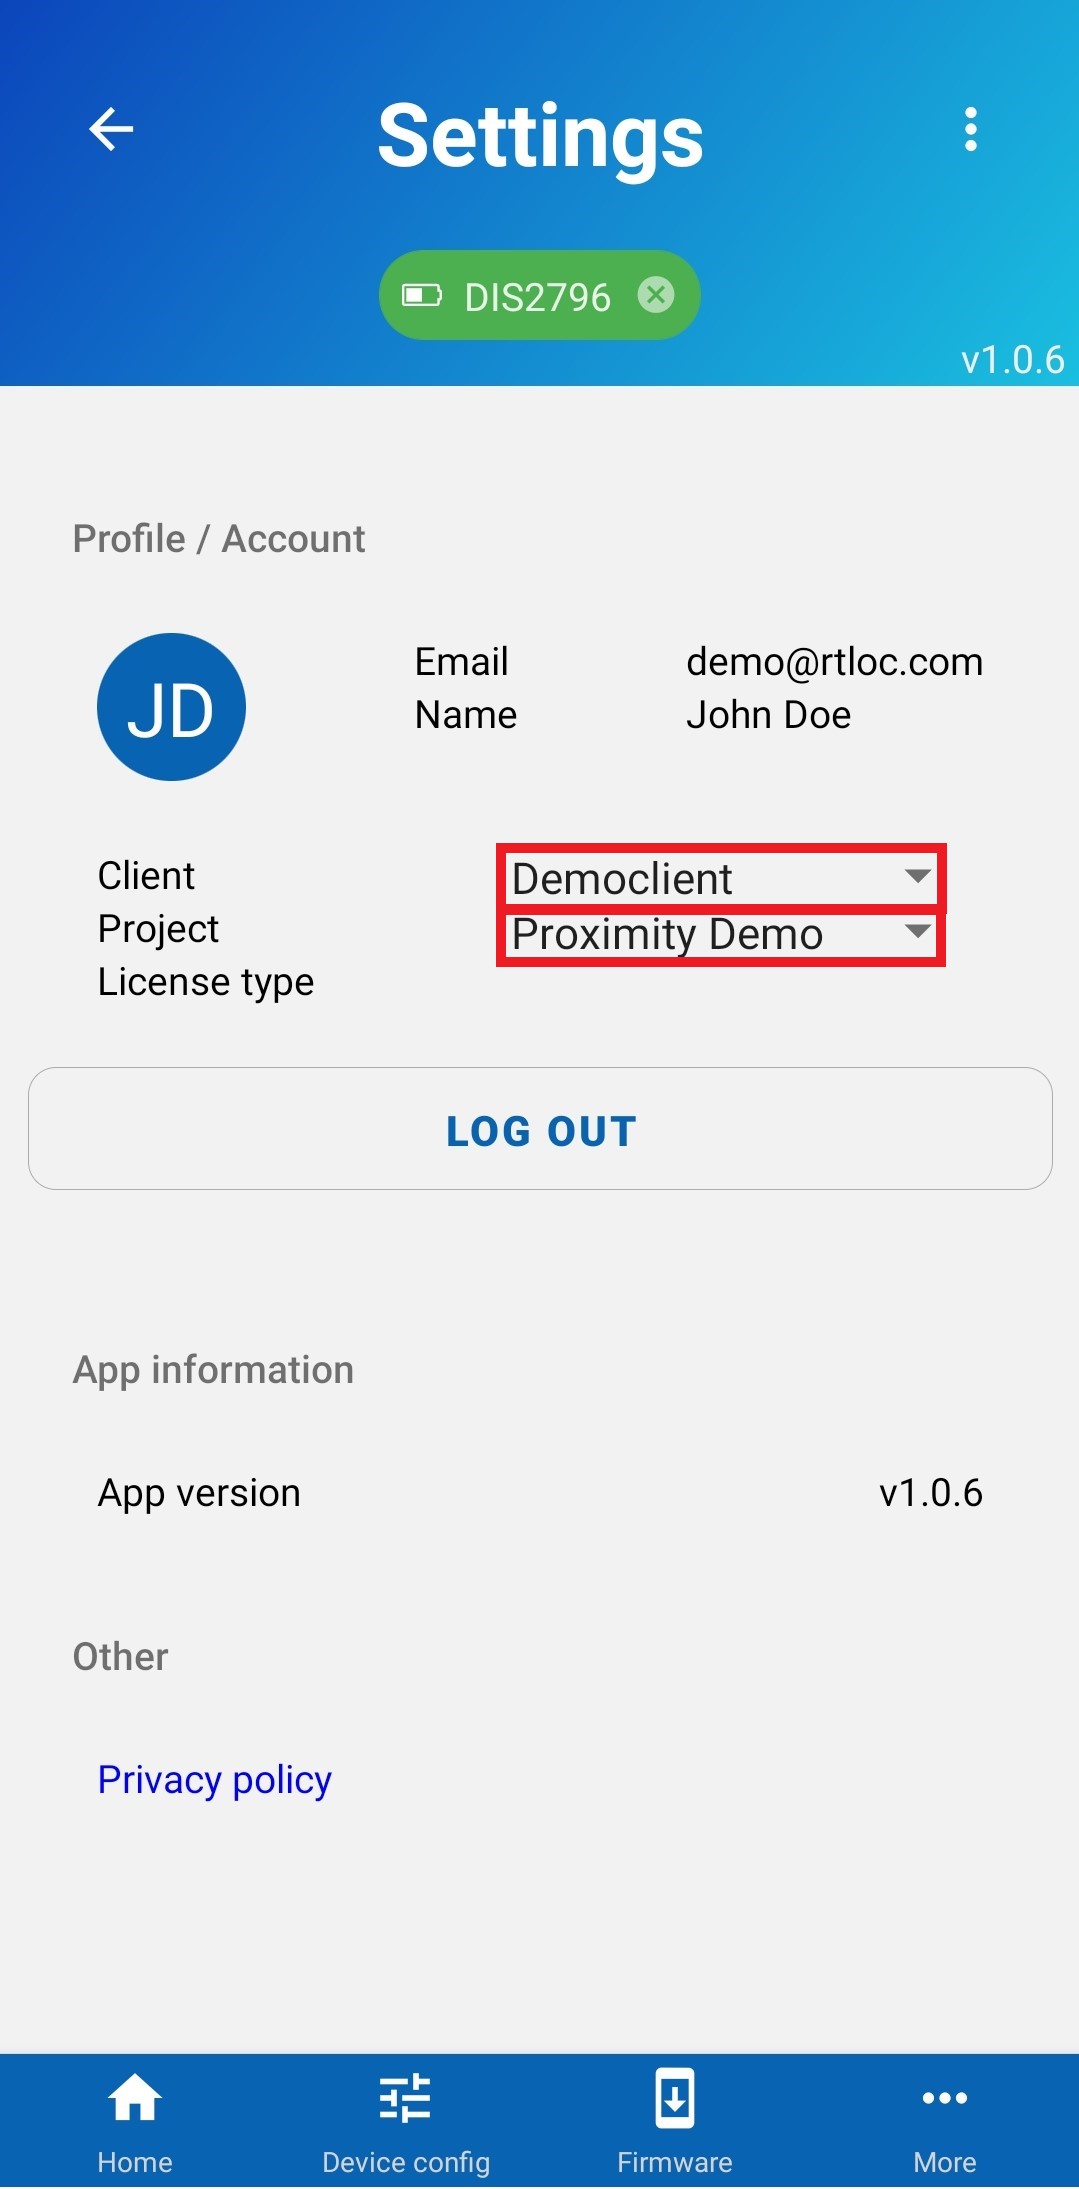 Settings
DIS2796
v1.0.6
Profile / Account
JD
Email demo@rtloc.com
Name John Doe
Client Democlient
Project Proximity Demo
License type
LOG OUT
App information
App version v1.0.6
Other
Privacy policy
Home Device config Firmware More